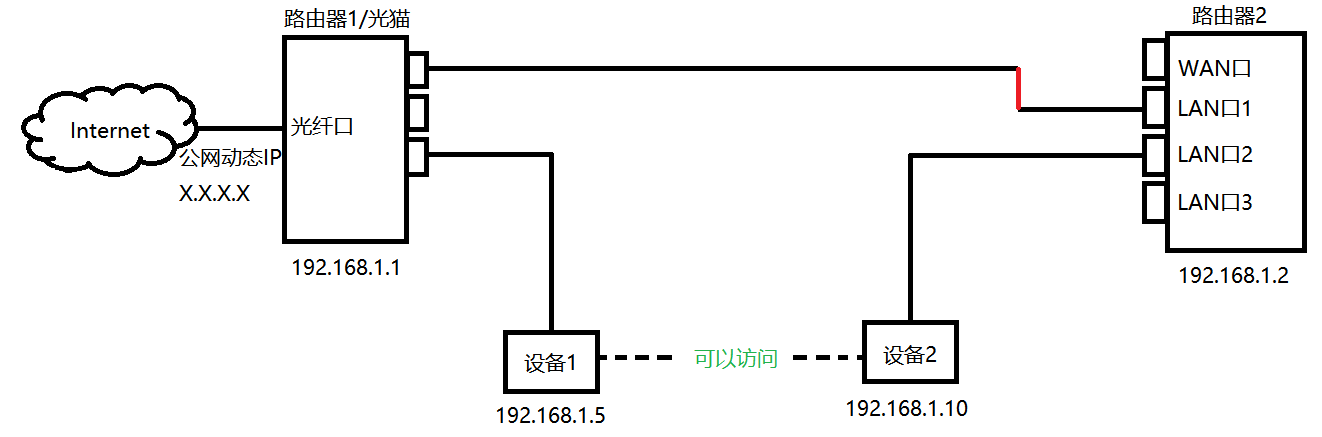 路由器1/光猫
路由器2
Internet
光纤口
公网动态IP
X.X.X.X
192.168.1.1
WAN口
LAN口1
LAN口2
LAN口3
192.168.1.2
设备1
可以访问
设备2
192.168.1.5
192.168.1.10